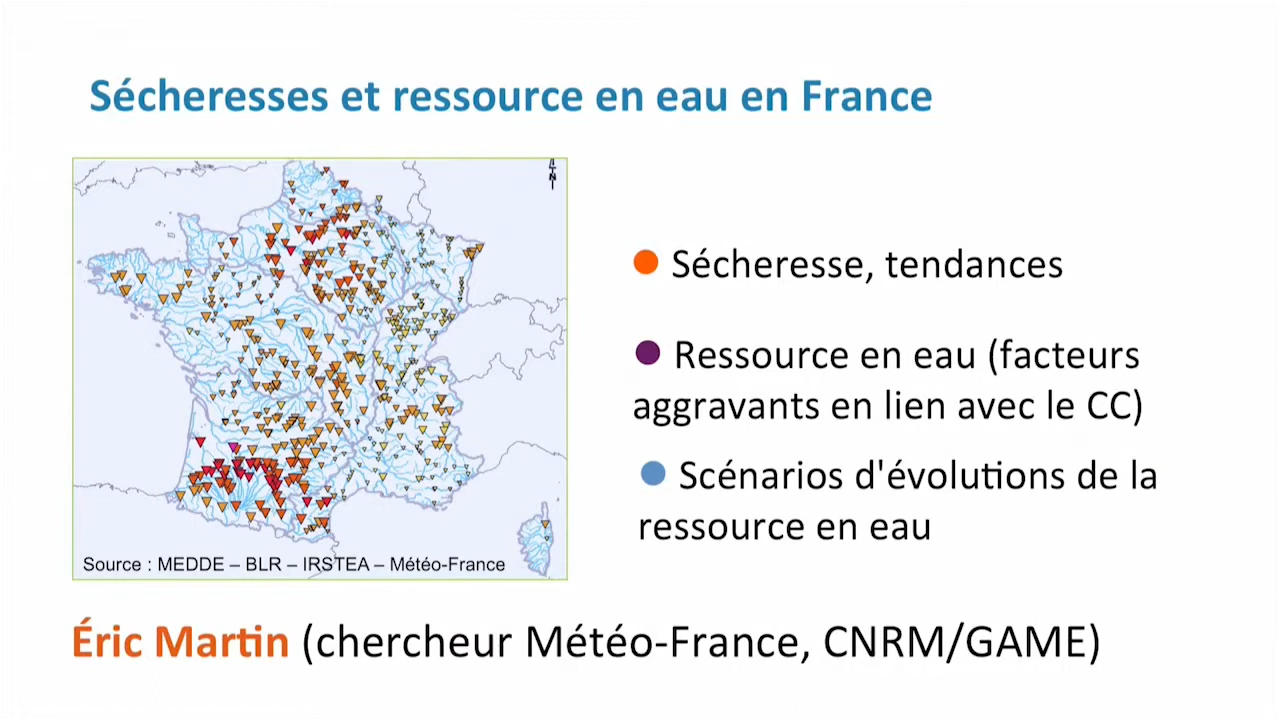 Sécheresses et ressource en eau en France
Sécheresse, tendances
Ressource en eau (facteurs
aggravants en lien avec le CC)
Scénarios d'évolutions de la
ressource en eau
Source : MEDDE – BLR – IRSTEA – Météo-France
Éric Martin (chercheur Météo-France, CNRM/GAME)